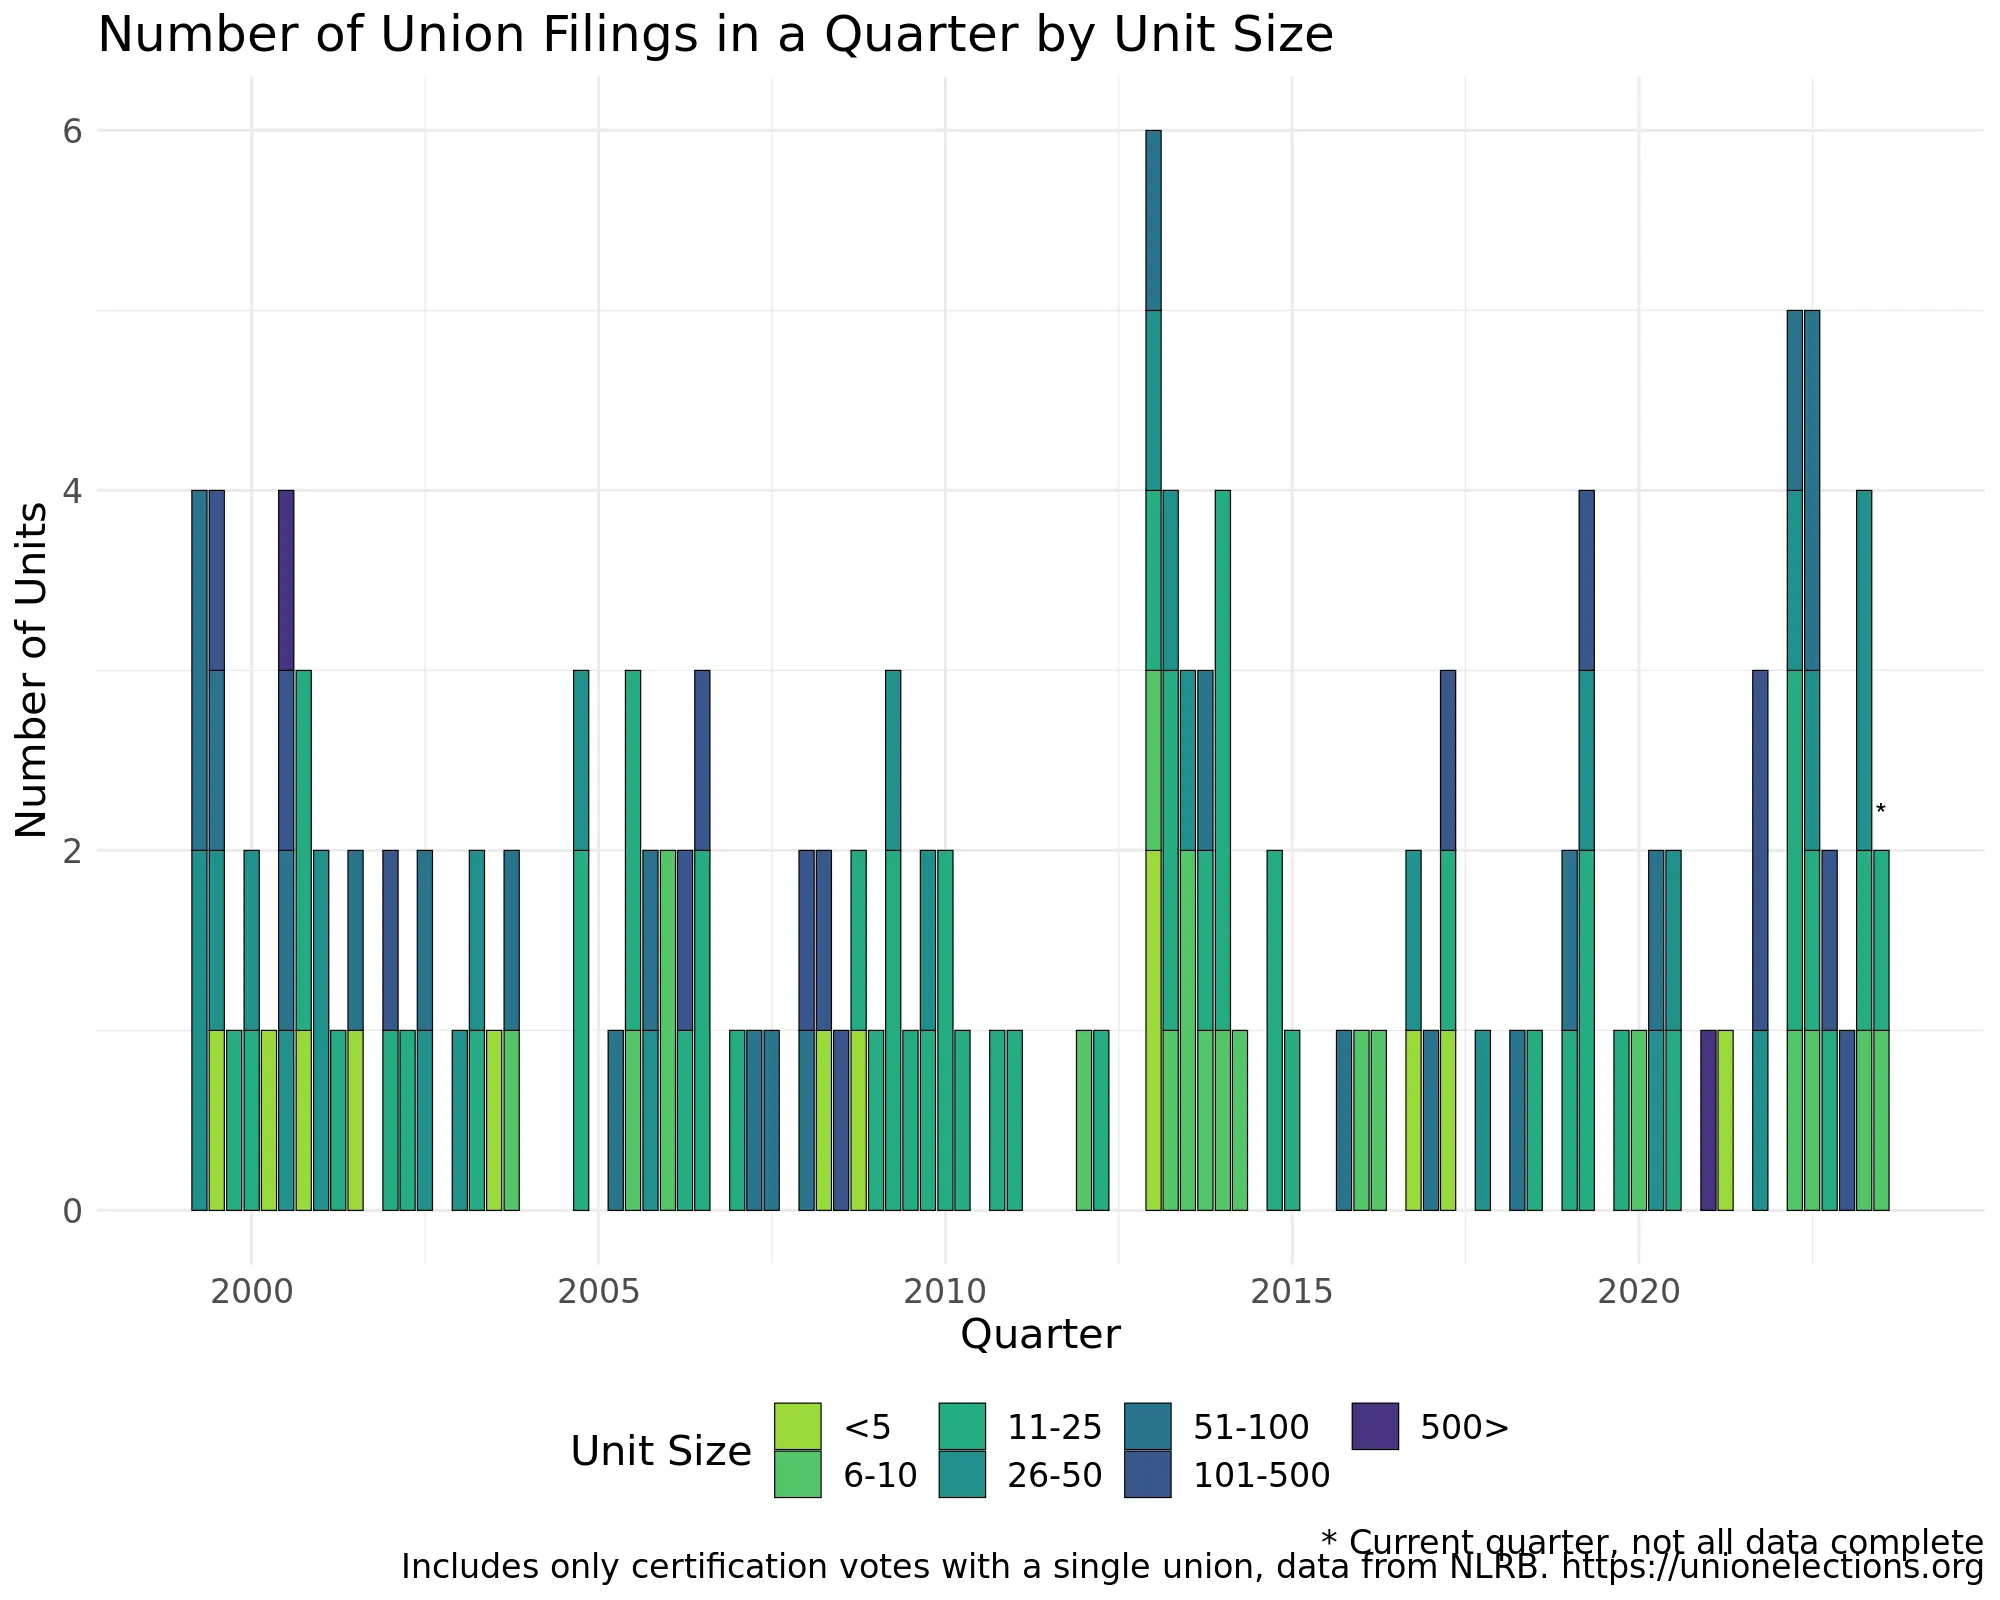 Number of Union Filings in a Quarter by Unit Size
Number of Units
6
4
2
0
*
2000 2005 2010 2015 2020
Quarter
Unit Size
<5 11-25 51-100 500>
6-10 26-50 101-500
* Current quarter, not all data complete
Includes only certification votes with a single union, data from NLRB. https://unionelections.org